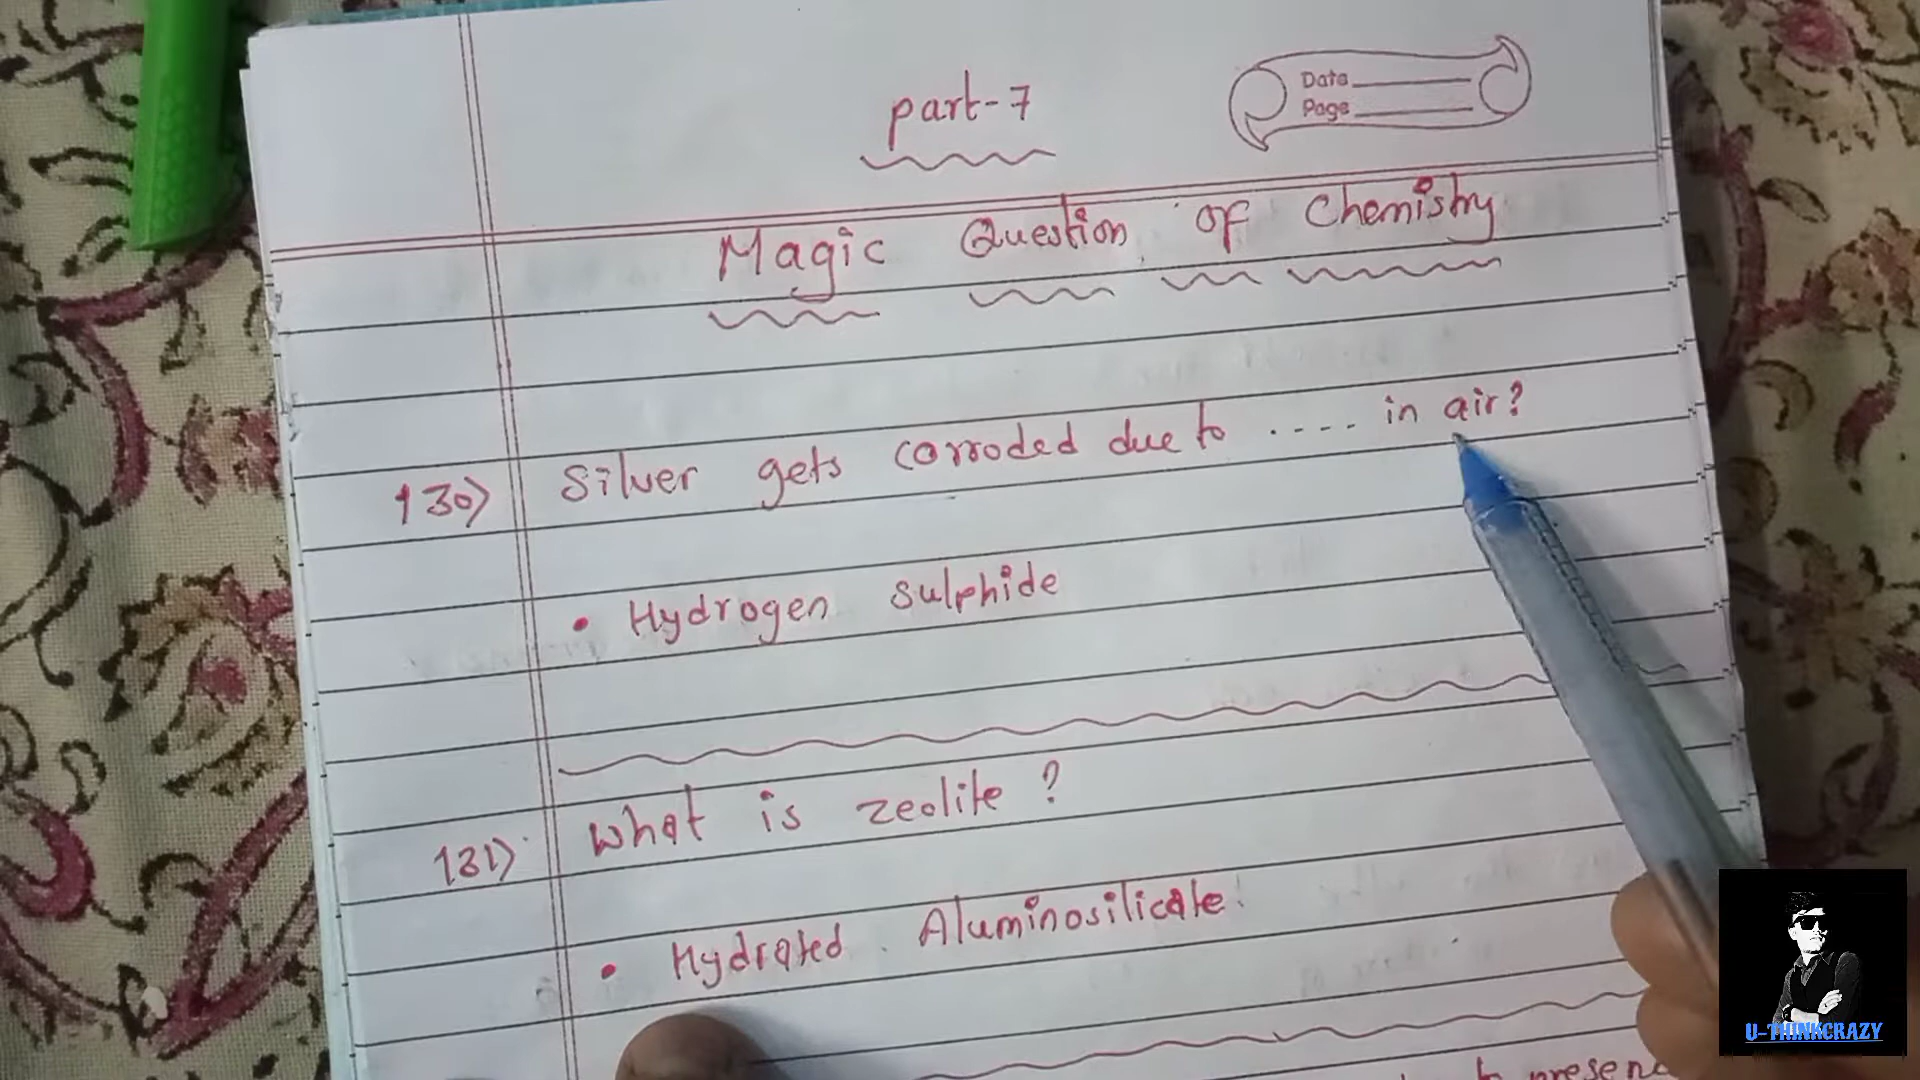 part-7
Date
Page
Magic Question of Chemistry
130) Silver gets corroded due to .... in air?
• Hydrogen sulphide
131) What is zeolite ?
• Hydrated Aluminosilicate
U-THINKCRAZY